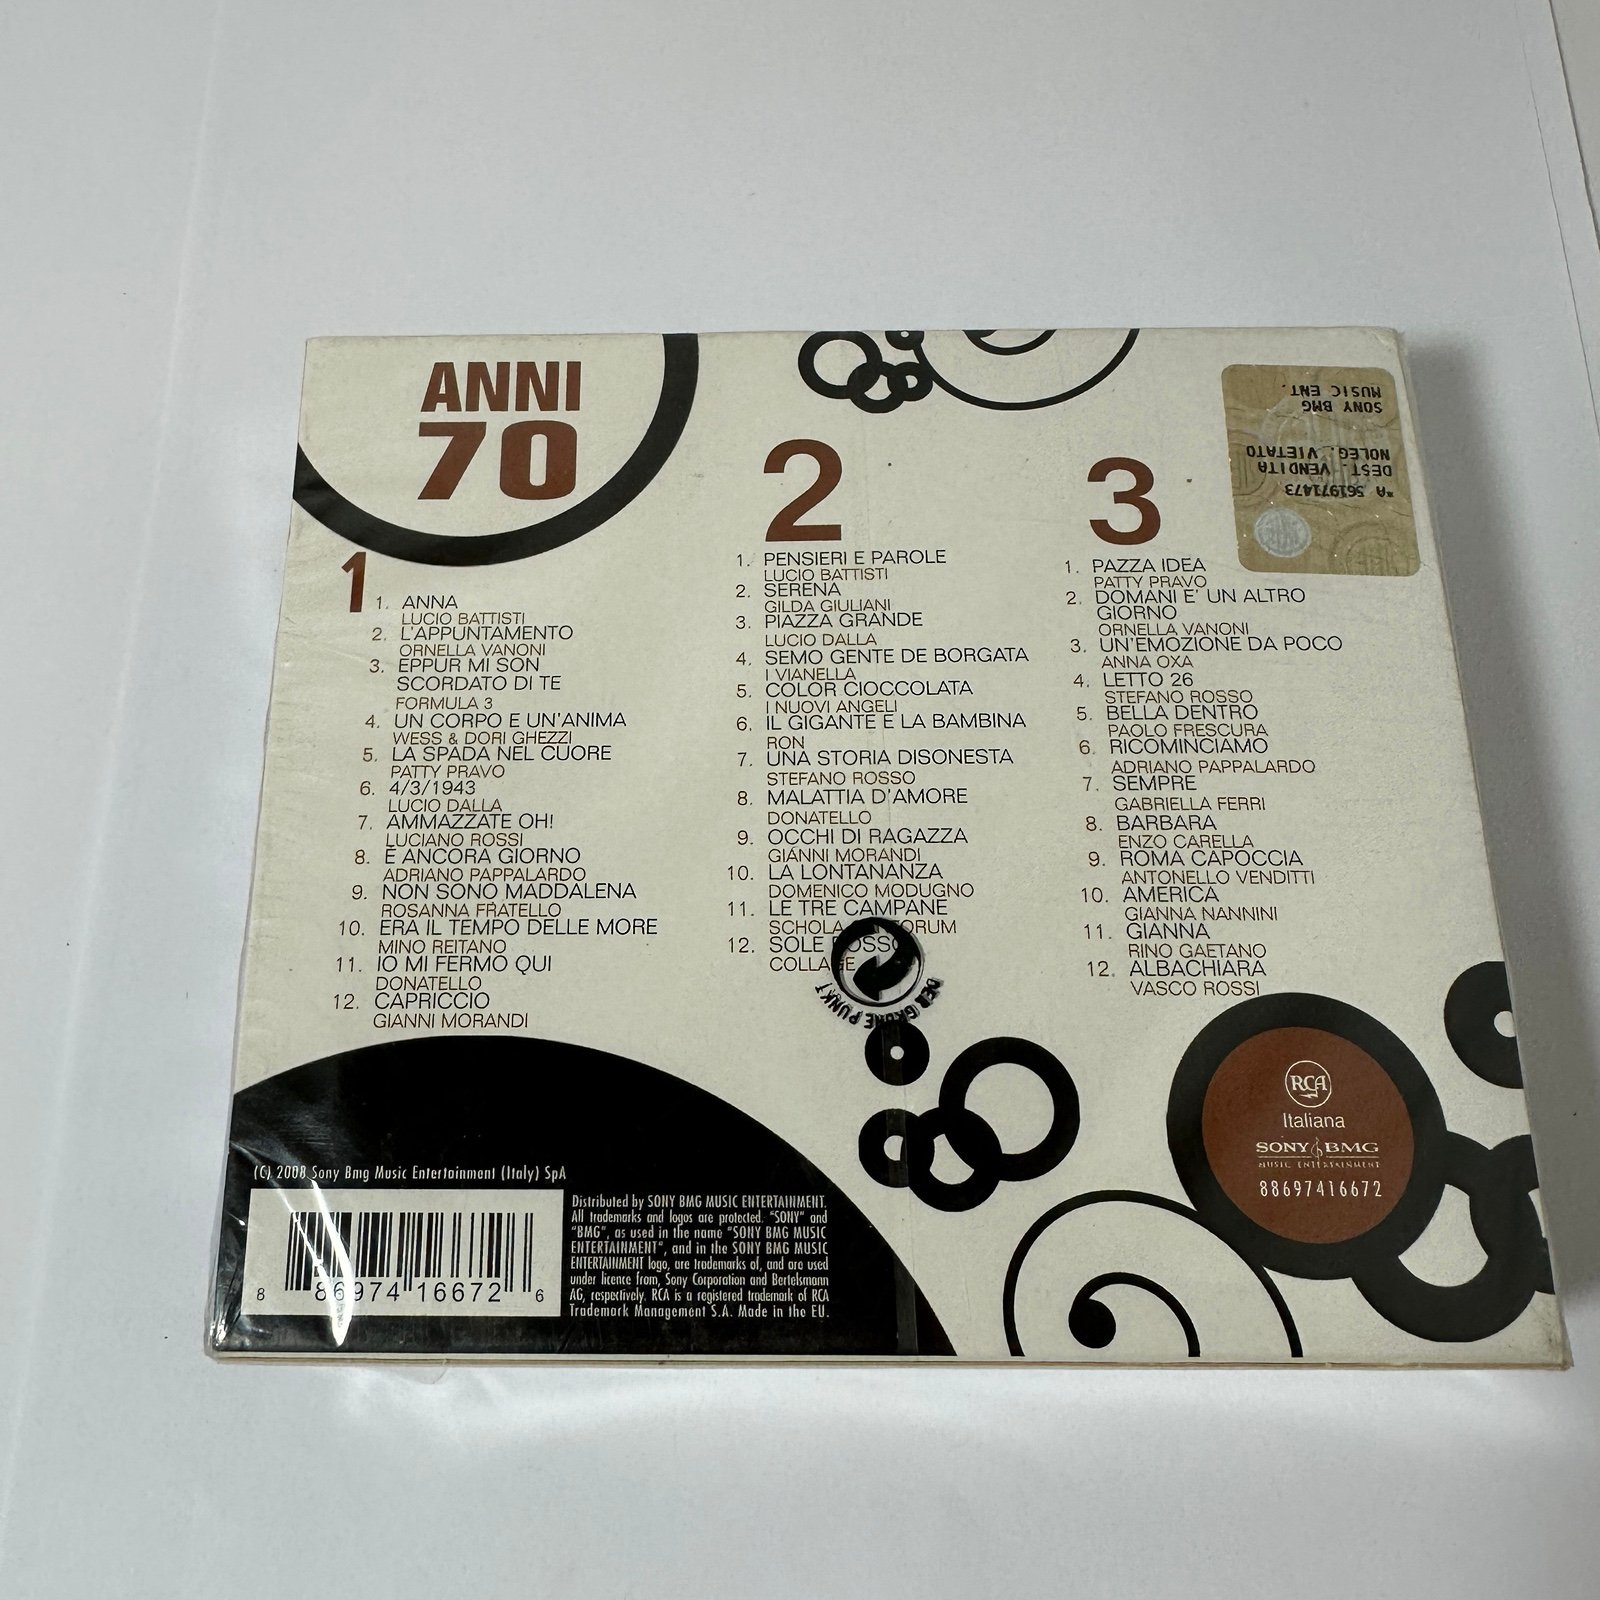 ANNI
70
1
1. ANNA
LUCIO BATTISTI
2. L'APPUNTAMENTO
ORNELLA VANONI
3. EPPUR MI SON
SCORDATO DI TE
FORMULA 3
4. UN CORPO E UN'ANIMA
WESS & DORI GHEZZI
5. LA SPADA NEL CUORE
PATTY PRAVO
6. 4/3/1943
LUCIO DALLA
7. AMMAZZATE OH!
LUCIANO ROSSI
8. È ANCORA GIORNO
ADRIANO PAPPALARDO
9. NON SONO MADDALENA
ROSANNA FRATELLO
10. ERA IL TEMPO DELLE MORE
MINO REITANO
11. IO MI FERMO QUI
DONATELLO
12. CAPRICCIO
GIANNI MORANDI
2
1. PENSIERI E PAROLE
LUCIO BATTISTI
2. SERENA
GILDA GIULIANI
3. PIAZZA GRANDE
LUCIO DALLA
4. SEMO GENTE DE BORGATA
I VIANELLA
5. COLOR CIOCCOLATA
I NUOVI ANGELI
6. IL GIGANTE E LA BAMBINA
RON
7. UNA STORIA DISONESTA
STEFANO ROSSO
8. MALATTIA D'AMORE
DONATELLO
9. OCCHI DI RAGAZZA
GIANNI MORANDI
10. LA LONTANANZA
DOMENICO MODUGNO
11. LE TRE CAMPANE
SCHOLA CANTORUM
12. SOLE ROSSO
COLLAGE
DER GRÜNE PUNKT
3
1. PAZZA IDEA
PATTY PRAVO
2. DOMANI E' UN ALTRO
GIORNO
ORNELLA VANONI
3. UN'EMOZIONE DA POCO
ANNA OXA
4. LETTO 26
STEFANO ROSSO
5. BELLA DENTRO
PAOLO FRESCURA
6. RICOMINCIAMO
ADRIANO PAPPALARDO
7. SEMPRE
GABRIELLA FERRI
8. BARBARA
ENZO CARELLA
9. ROMA CAPOCCIA
ANTONELLO VENDITTI
10. AMERICA
GIANNA NANNINI
11. GIANNA
RINO GAETANO
12. ALBACHIARA
VASCO ROSSI
*A 561971473
DEST. VENDITA
NOLEG. VIETATO
SONY BMG
MUSIC ENT.
RCA
Italiana
SONY BMG
MUSIC ENTERTAINMENT
88697416672
(C) 2008 Sony Bmg Music Entertainment (Italy) SpA
8 86974 16672 6
Distributed by SONY BMG MUSIC ENTERTAINMENT.
All trademarks and logos are protected. "SONY" and
"BMG", as used in the name "SONY BMG MUSIC
ENTERTAINMENT", and in the SONY BMG MUSIC
ENTERTAINMENT logo, are trademarks of, and are used
under licence from, Sony Corporation and Bertelsmann
AG, respectively. RCA is a registered trademark of RCA
Trademark Management S.A. Made in the EU.